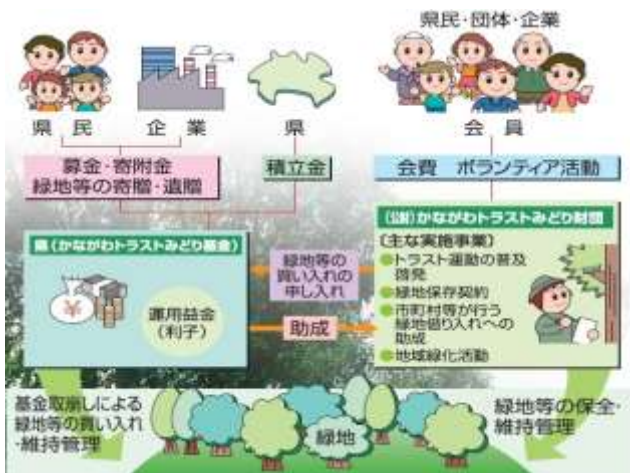 県民・団体・企業
県民
企業
県
会員
募金・寄附金
緑地等の寄贈・遺贈
積立金
会費 ボランティア活動
県(かながわトラストみどり基金)
運用益金
(利子)
緑地等の
買い入れの
申し入れ
助成
(公財)かながわトラストみどり財団
〔主な実施事業〕
●トラスト運動の普及
啓発
●緑地保存契約
●市町村等が行う
緑地借り入れへの
助成
●地域緑化活動
基金取崩しによる
緑地等の買い入れ
・維持管理
緑地
緑地等の保全・
維持管理